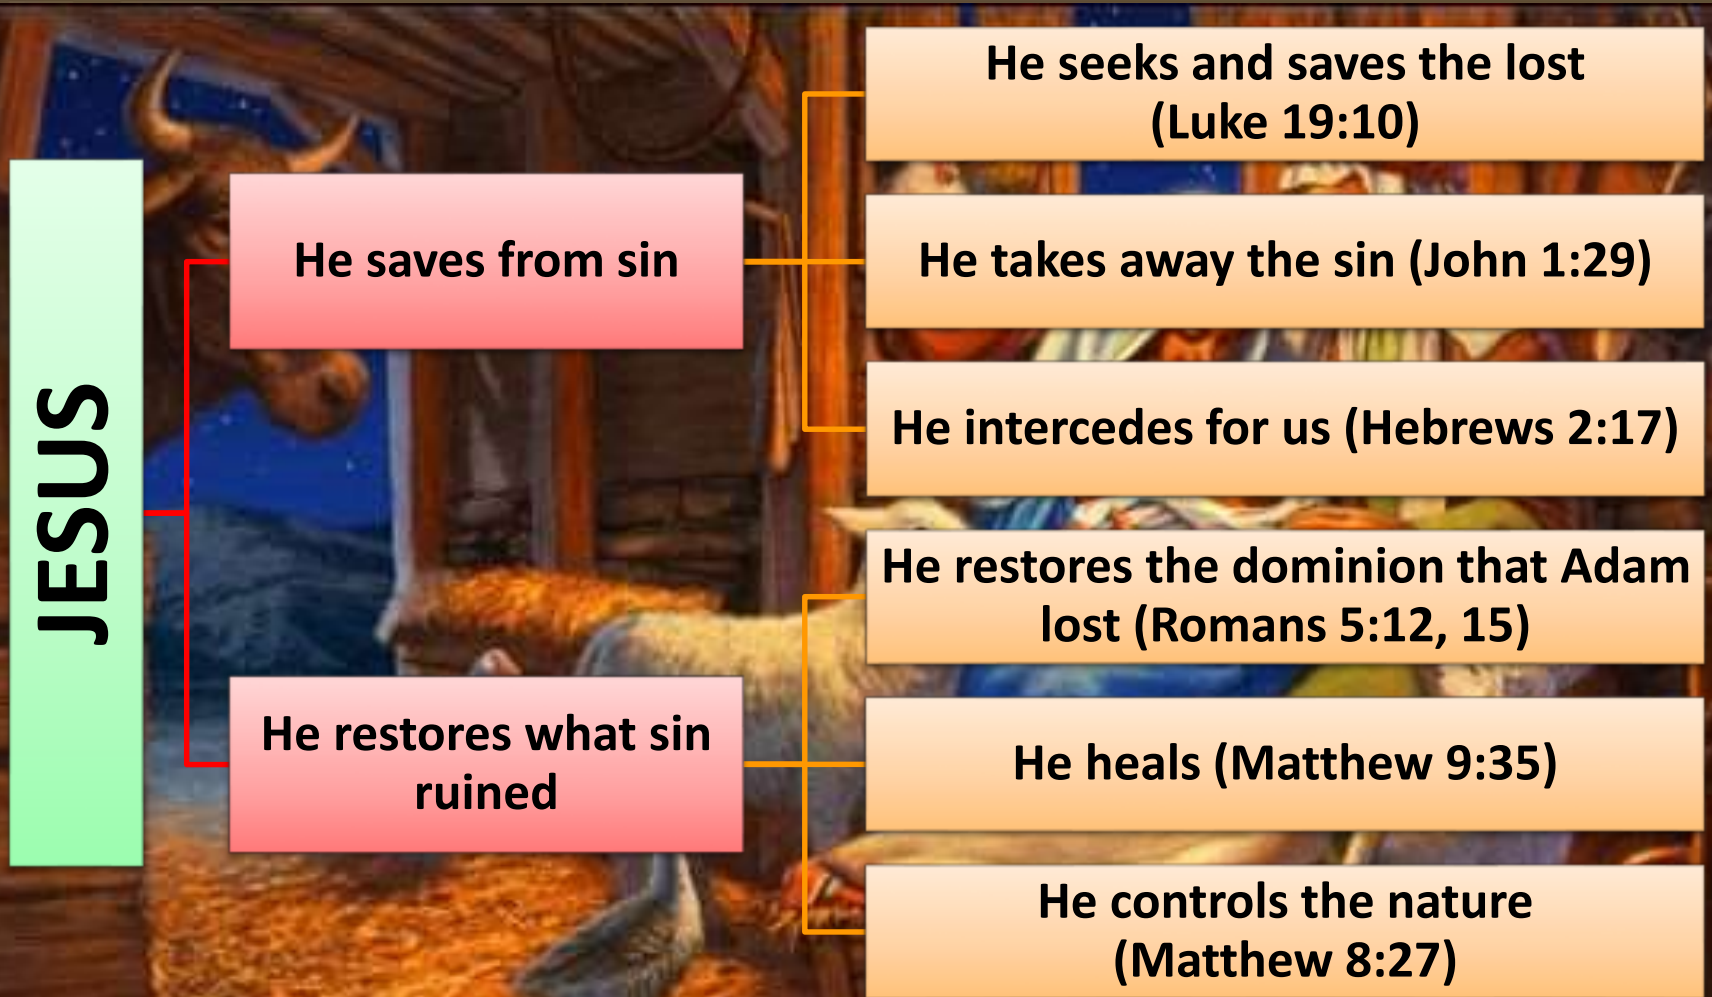 JESUS
He saves from sin
He seeks and saves the lost
(Luke 19:10)
He takes away the sin (John 1:29)
He intercedes for us (Hebrews 2:17)
He restores what sin
ruined
He restores the dominion that Adam
lost (Romans 5:12, 15)
He heals (Matthew 9:35)
He controls the nature
(Matthew 8:27)